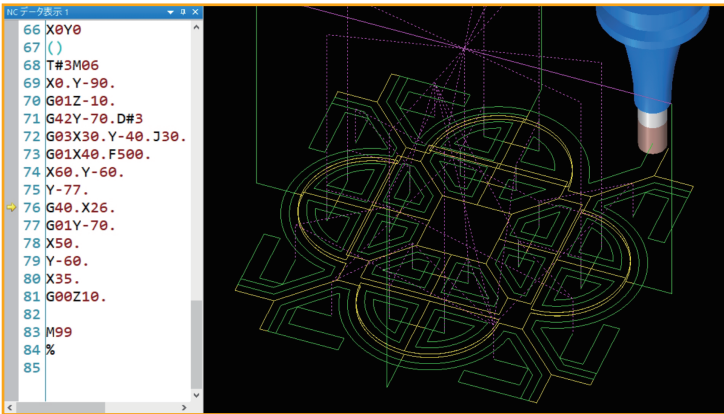 NC データ表示 1
66 X0Y0
67 ()
68 T#3M06
69 X0.Y-90.
70 G01Z-10.
71 G42Y-70.D#3
72 G03X30.Y-40.J30.
73 G01X40.F500.
74 X60.Y-60.
75 Y-77.
76 G40.X26.
77 G01Y-70.
78 X50.
79 Y-60.
80 X35.
81 G00Z10.
82
83 M99
84 %
85